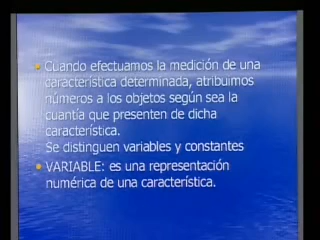 • Cuando efectuamos la medición de una
característica determinada, atribuimos
números a los objetos según sea la
cuantía que presenten de dicha
característica.
Se distinguen variables y constantes
• VARIABLE: es una representación
numérica de una característica.